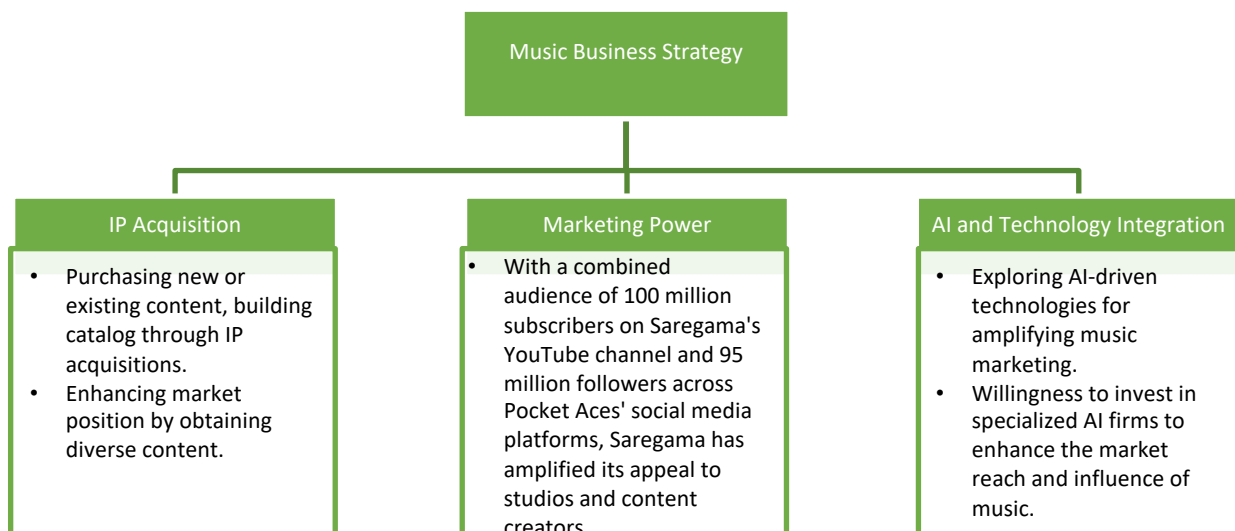 Music Business Strategy
IP Acquisition
• Purchasing new or
existing content, building
catalog through IP
acquisitions.
• Enhancing market
position by obtaining
diverse content.
Marketing Power
• With a combined
audience of 100 million
subscribers on Saregama's
YouTube channel and 95
million followers across
Pocket Aces' social media
platforms, Saregama has
amplified its appeal to
studios and content
creators
AI and Technology Integration
• Exploring AI-driven
technologies for
amplifying music
marketing.
• Willingness to invest in
specialized AI firms to
enhance the market
reach and influence of
music.